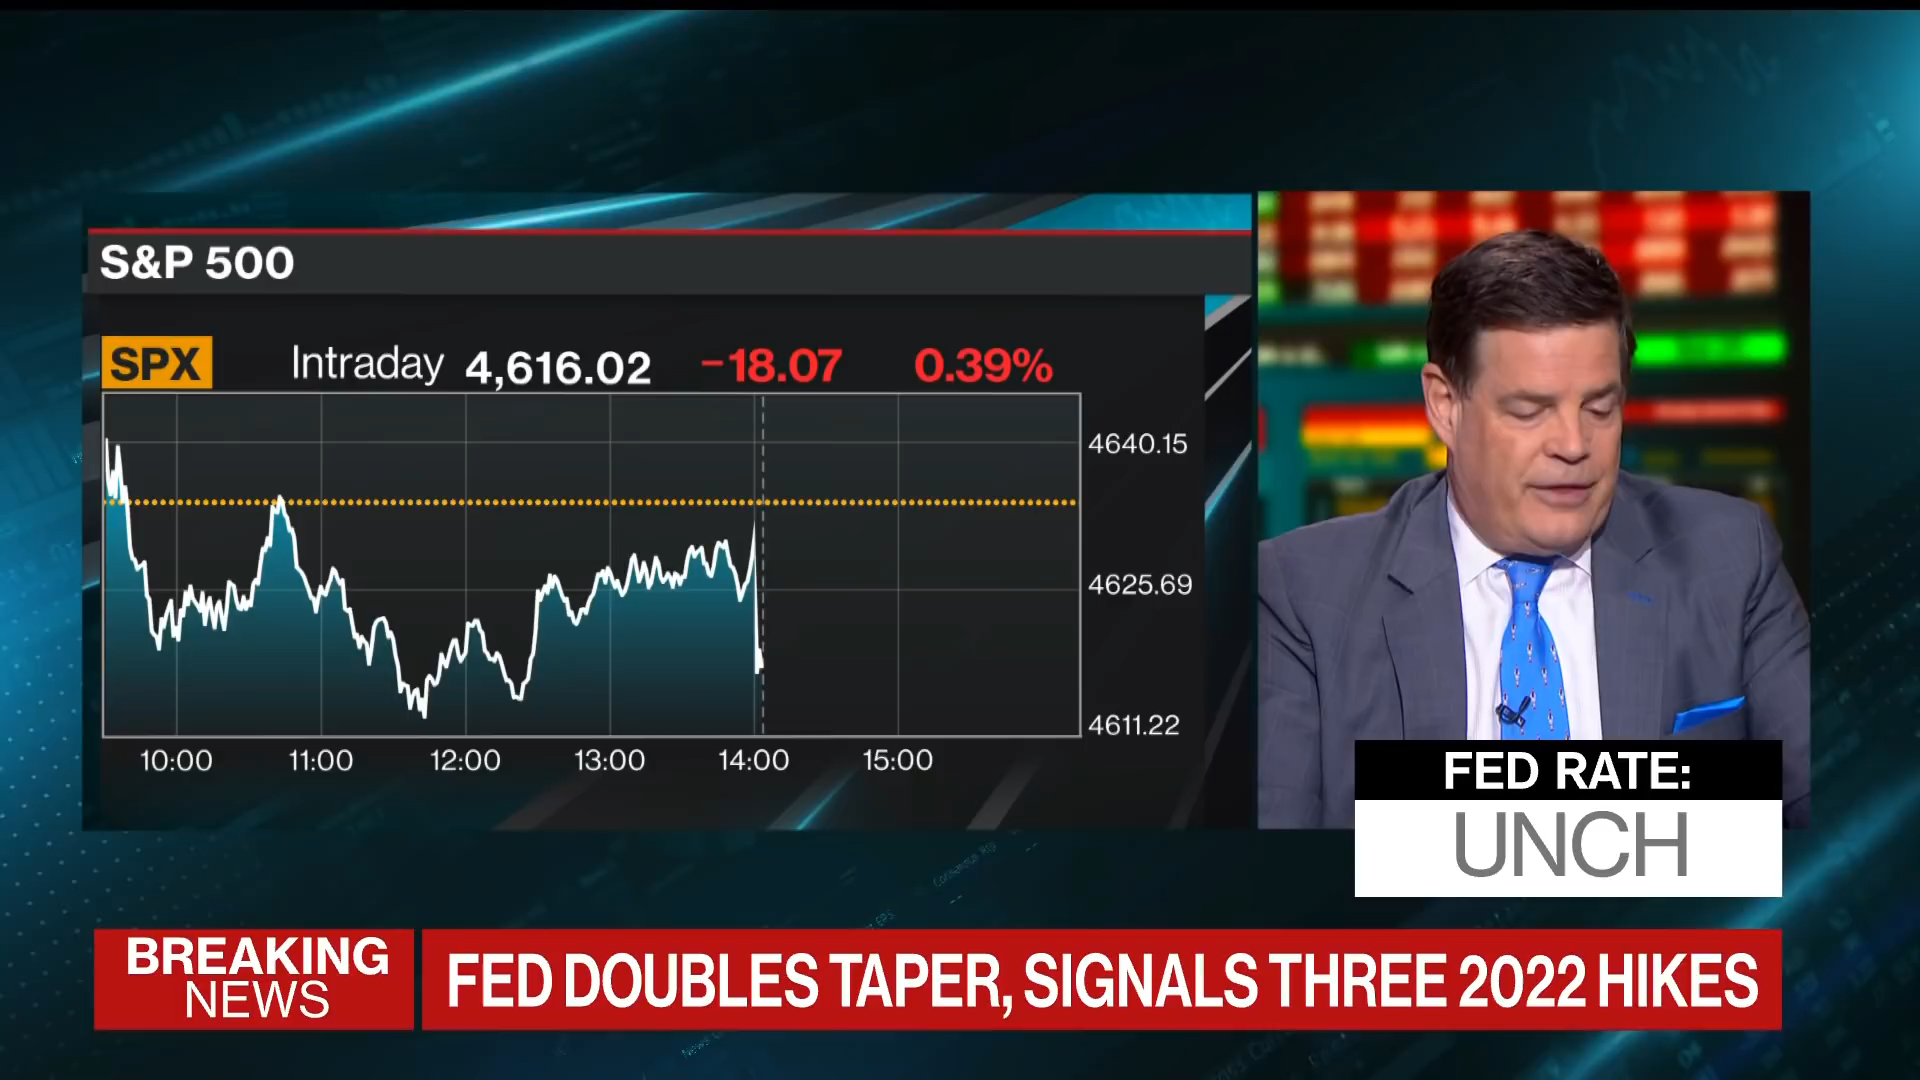 S&P 500
SPX Intraday 4,616.02 −18.07 0.39%
4640.15
4625.69
4611.22
10:00 11:00 12:00 13:00 14:00 15:00
FED RATE:
UNCH
BREAKING
NEWS
FED DOUBLES TAPER, SIGNALS THREE 2022 HIKES